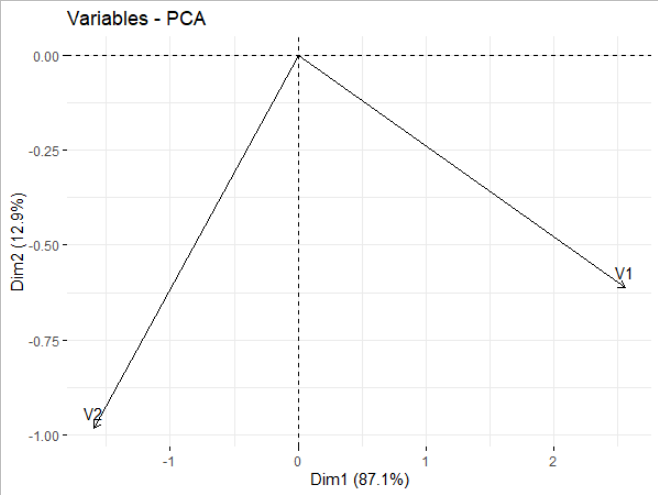 Variables - PCA
0.00
-0.25
-0.50
-0.75
-1.00
Dim2 (12.9%)
V1
V2
-1
0
1
2
Dim1 (87.1%)